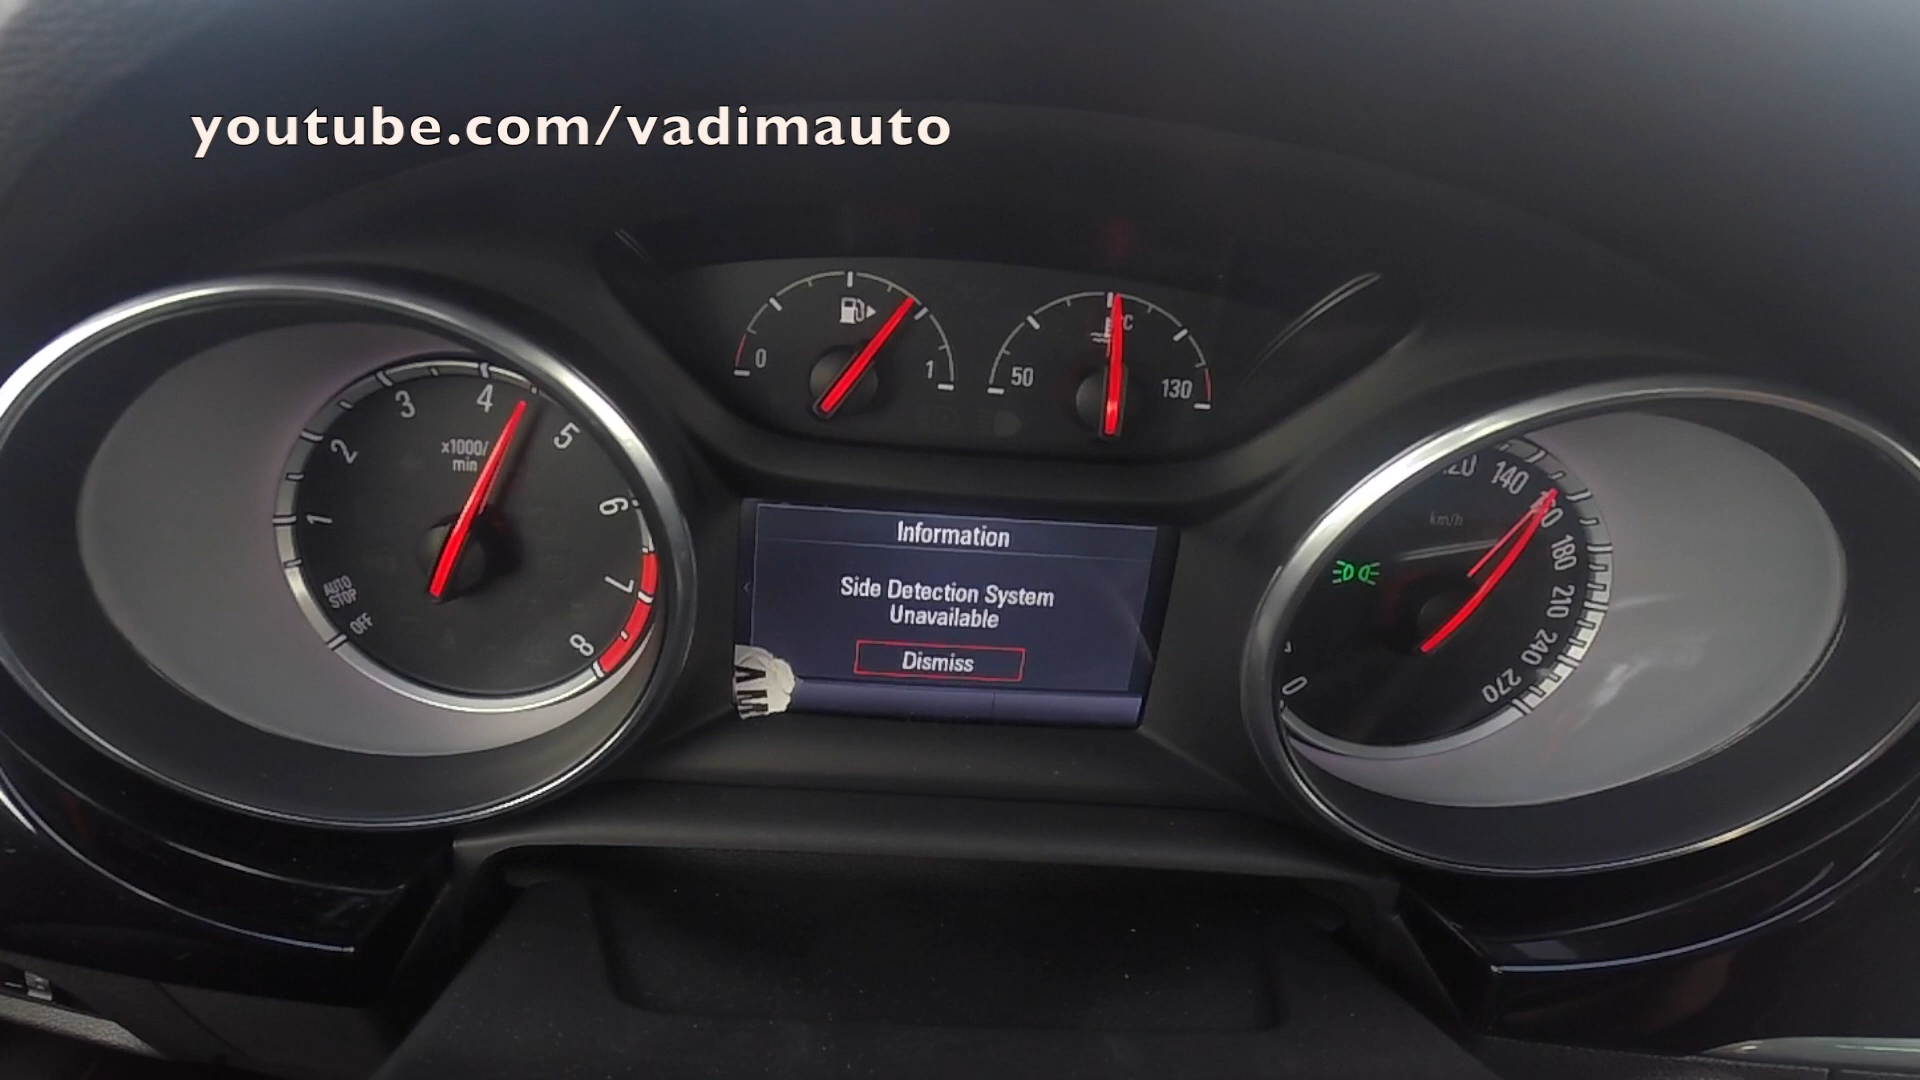 youtube.com/vadimauto
0
1
50
°C
130
x1000/
min
OFF
AUTO
STOP
1
2
3
4
5
6
7
8
Information
Side Detection System
Unavailable
Dismiss
km/h
0
140
180
210
240
270